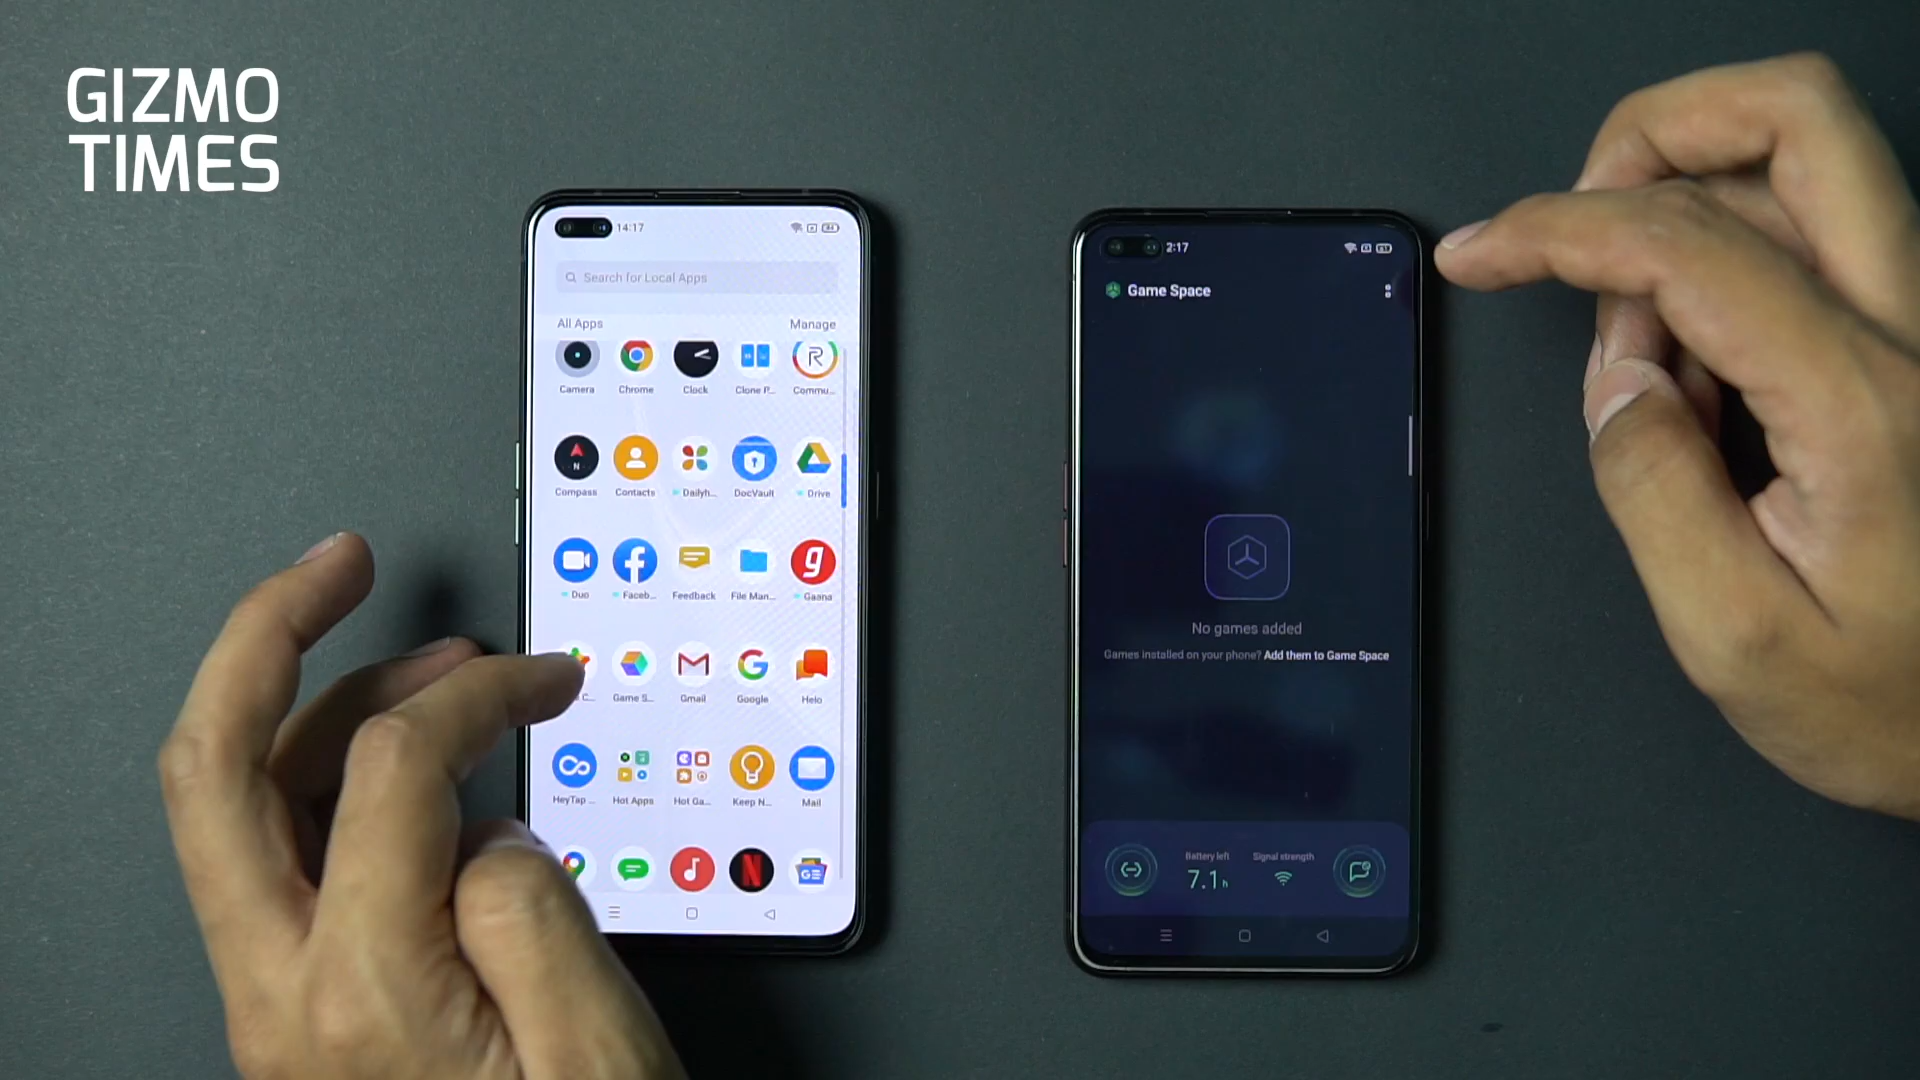 GIZMO
TIMES
14:17
Search for Local Apps
All Apps
Manage
Camera
Chrome
Clock
Clone P...
Commu...
Compass
Contacts
Dailyh...
DocVault
Drive
Duo
Faceb...
Feedback
File Man...
Gaana
C...
Game S...
Gmail
Google
Helo
HeyTap ...
Hot Apps
Hot Ga...
Keep N...
Mail
2:17
Game Space
No games added
Games installed on your phone? Add them to Game Space
Battery left
Signal strength
7.1h